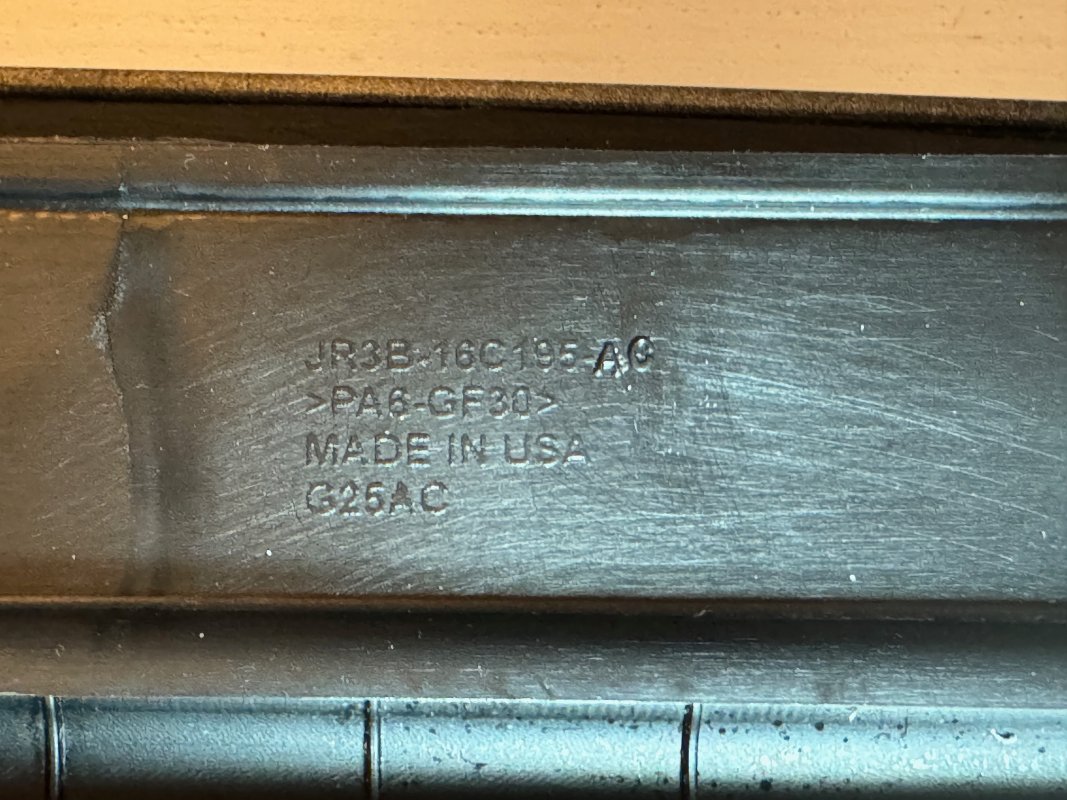 JR3B-16C195-AC
>PA6-GF30>
MADE IN USA
G25AC